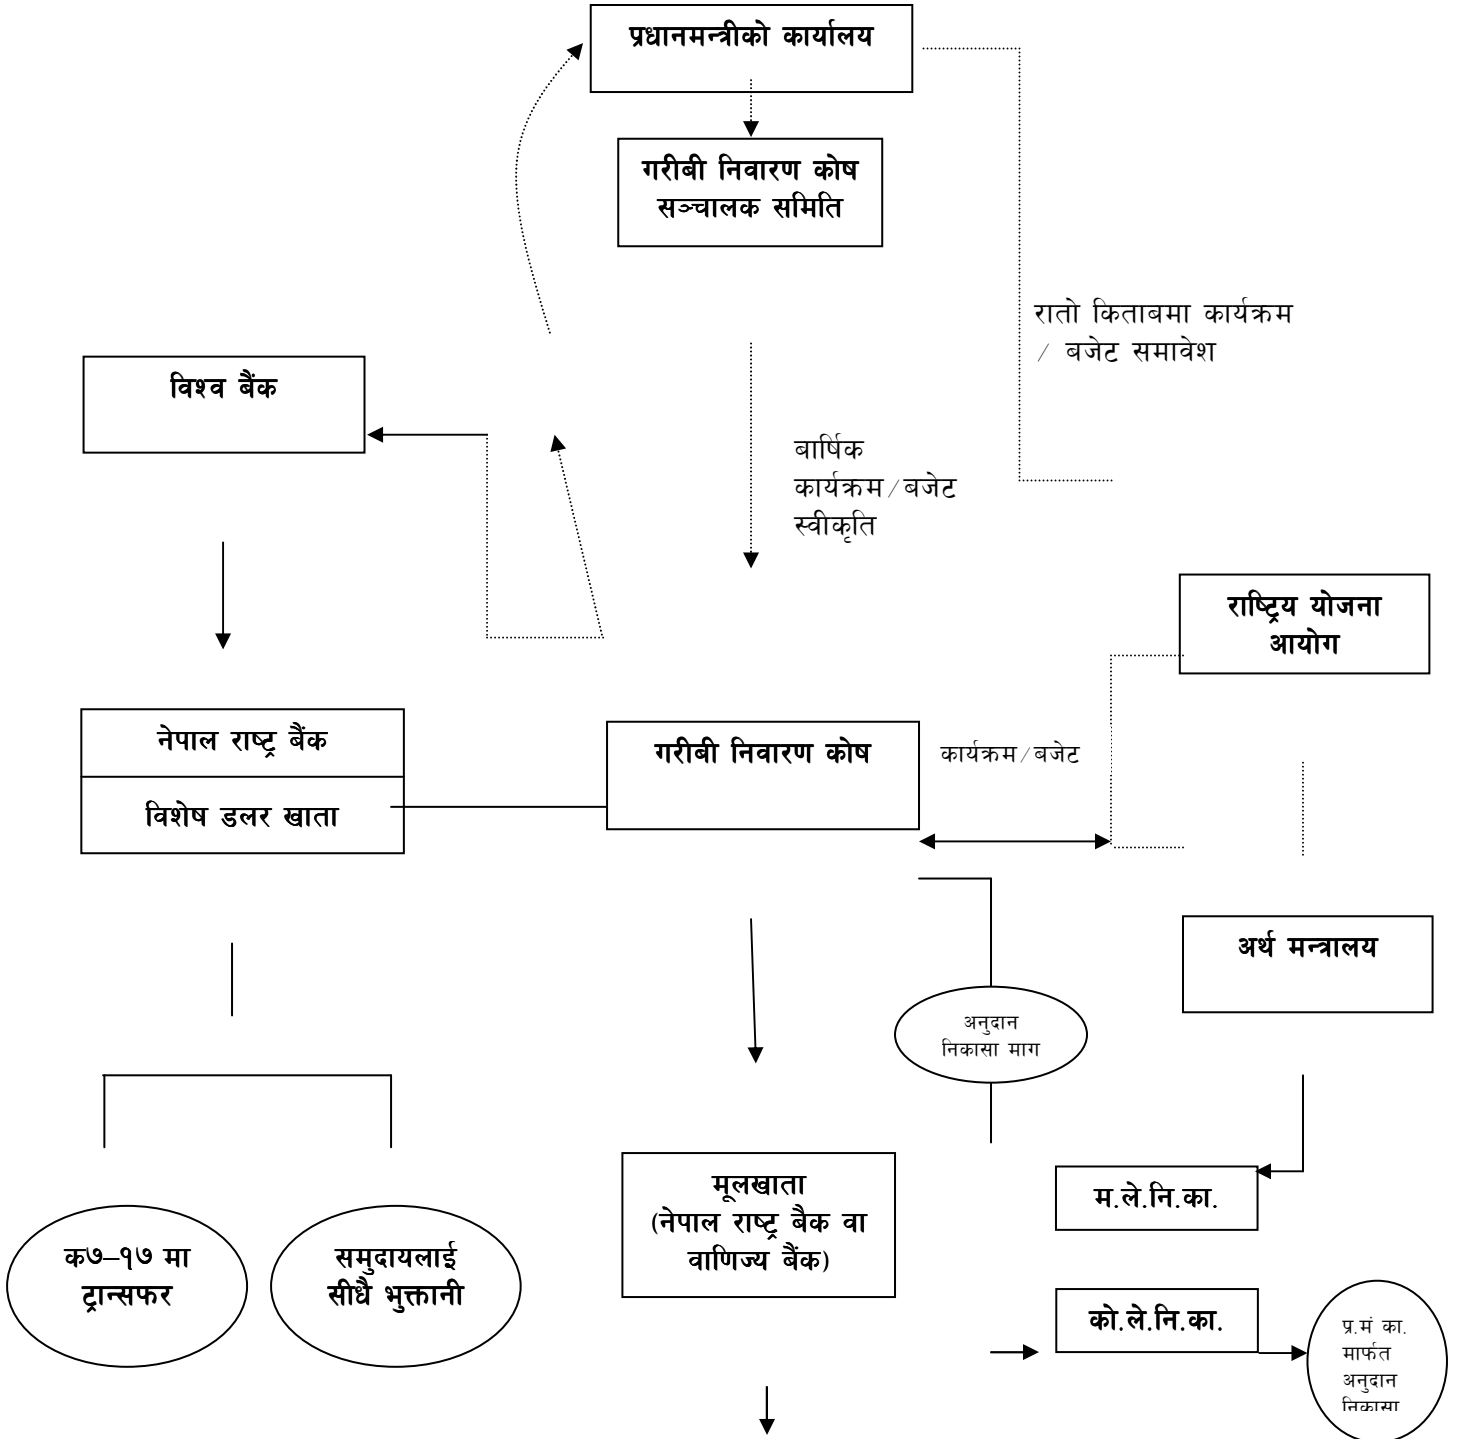 प्रधानमन्त्रीको कार्यालय
गरीबी निवारण कोष
सञ्चालक समिति
रातो किताबमा कार्यक्रम
/ बजेट समावेश
विश्व बैंक
बार्षिक
कार्यक्रम/बजेट
स्वीकृति
राष्ट्रिय योजना
आयोग
नेपाल राष्ट्र बैंक
विशेष डलर खाता
गरीबी निवारण कोष
कार्यक्रम/बजेट
अर्थ मन्त्रालय
अनुदान
निकासा माग
मूलखाता
(नेपाल राष्ट्र बैक वा
वाणिज्य बैंक)
म.ले.नि.का.
क७–१७ मा
ट्रान्सफर
समुदायलाई
सीधै भुक्तानी
को.ले.नि.का.
प्र.मं का.
मार्फत
अनुदान
निकासा